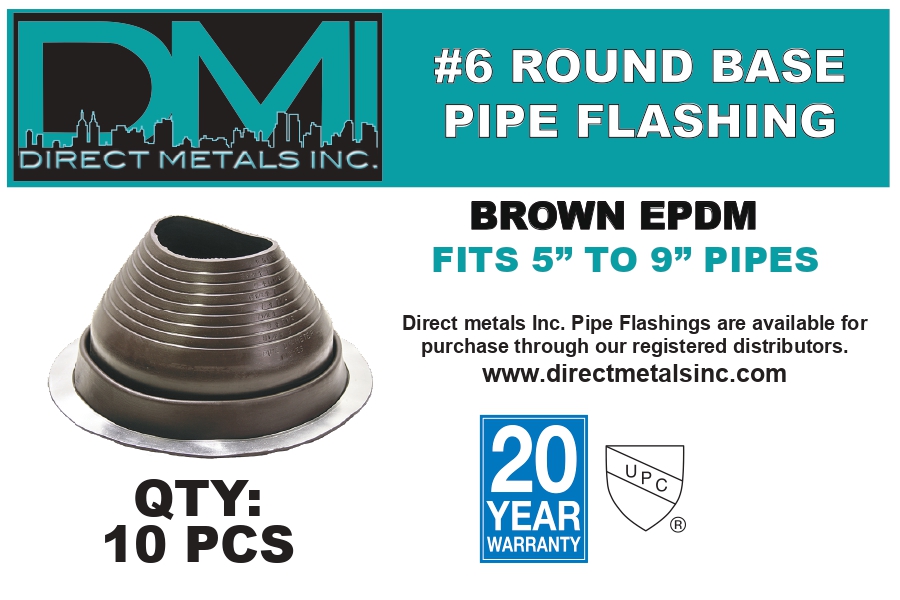 DMI
DIRECT METALS INC.
#6 ROUND BASE
PIPE FLASHING
BROWN EPDM
FITS 5” TO 9” PIPES
Direct metals Inc. Pipe Flashings are available for
purchase through our registered distributors.
www.directmetalsinc.com
QTY:
10 PCS
20
YEAR
WARRANTY
UPC
®